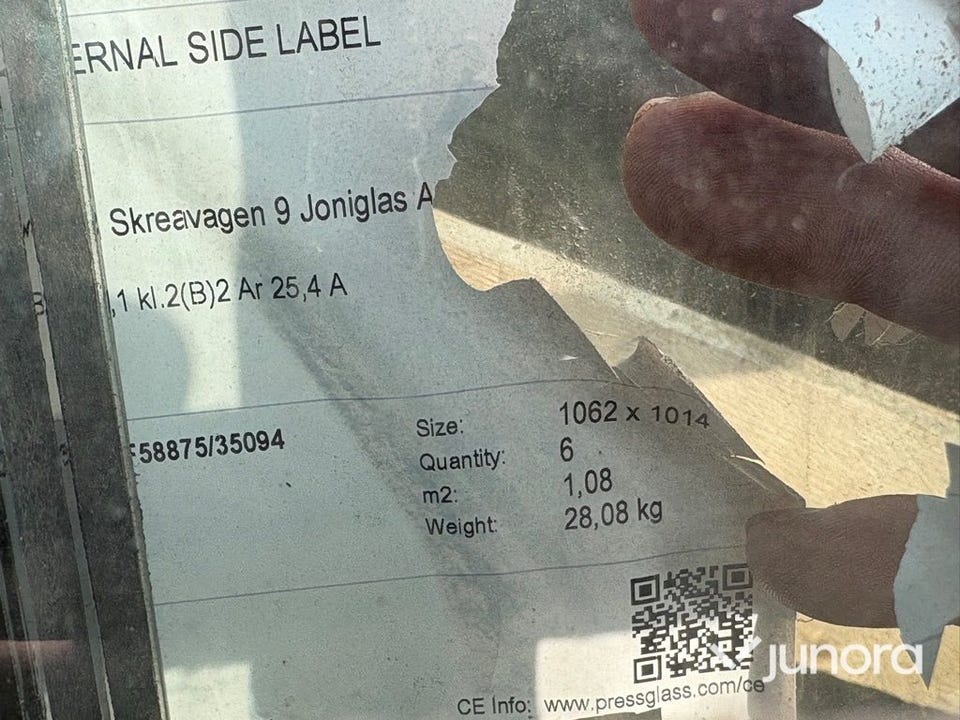 ERNAL SIDE LABEL
Skreavagen 9 Joniglas A
,1 kl.2(B)2 Ar 25,4 A
58875/35094
Size: 1062 x 1014
Quantity: 6
m2: 1,08
Weight: 28,08 kg
CE Info: www.pressglass.com/ce
junora